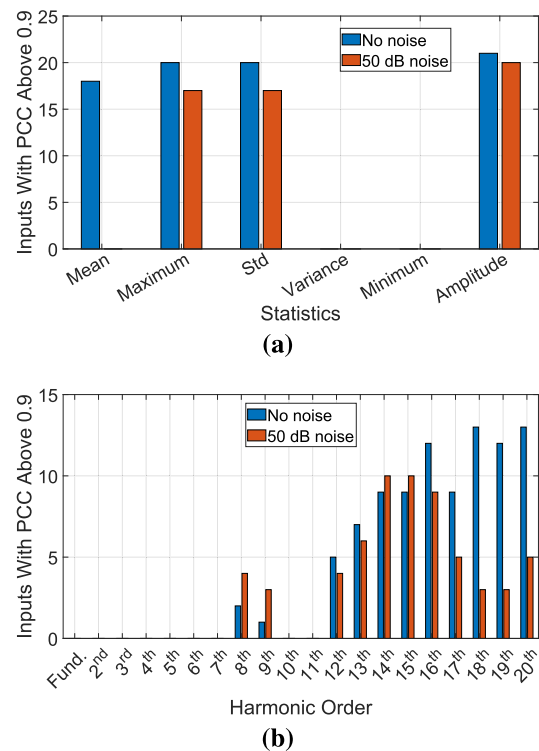 (a)
Inputs With PCC Above 0.9
25
20
15
10
5
0
No noise
50 dB noise
Mean
Maximum
Std
Variance
Minimum
Amplitude
Statistics
(a)
Inputs With PCC Above 0.9
15
10
5
0
No noise
50 dB noise
Fund.
2nd
3rd
4th
5th
6th
7th
8th
9th
10th
11th
12th
13th
14th
15th
16th
17th
18th
19th
20th
Harmonic Order
(b)